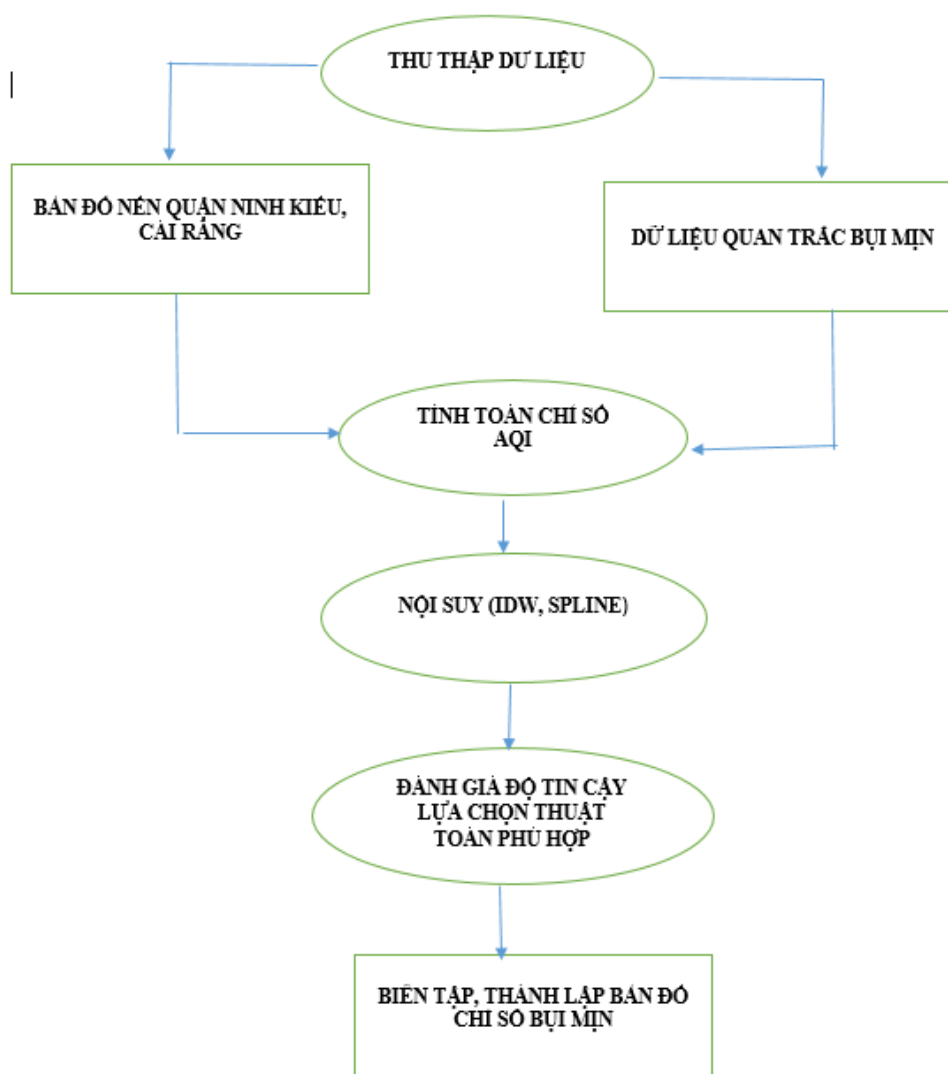 THU THẬP DƯ LIỆU
BẢN ĐỒ NỀN QUẬN NINH KIỀU,
CÁI RĂNG
DỮ LIỆU QUAN TRẮC BỤI MỊN
TÍNH TOÁN CHỈ SỐ
AQI
NỘI SUY (IDW, SPLINE)
ĐÁNH GIÁ ĐỘ TIN CẬY
LỰA CHỌN THUẬT
TOÁN PHÙ HỢP
BIÊN TẬP, THÀNH LẬP BẢN ĐỒ
CHỈ SỐ BỤI MỊN